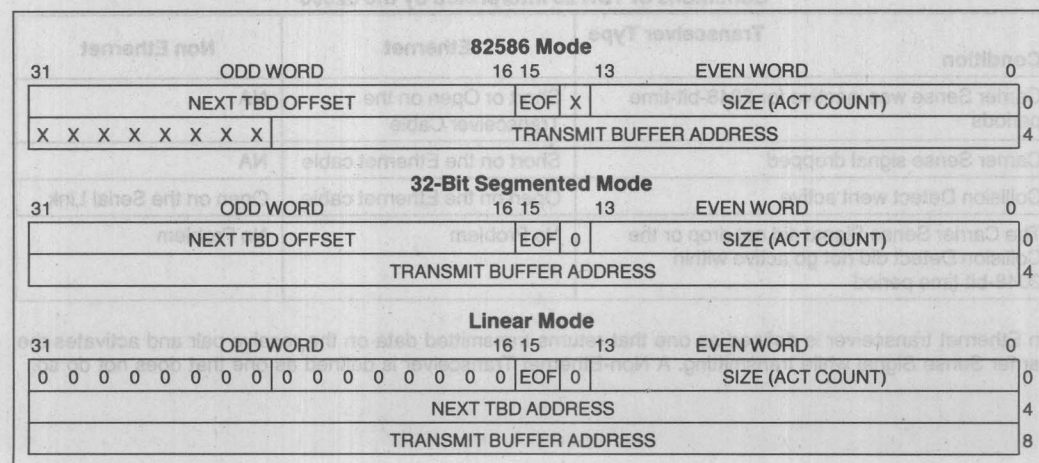 82586 Mode
31 ODD WORD 16 15 13 EVEN WORD 0
NEXT TBD OFFSET EOF X SIZE (ACT COUNT) 0
X X X X X X X X TRANSMIT BUFFER ADDRESS 4
32-Bit Segmented Mode
31 ODD WORD 16 15 13 EVEN WORD 0
NEXT TBD OFFSET EOF 0 SIZE (ACT COUNT) 0
TRANSMIT BUFFER ADDRESS 4
Linear Mode
31 ODD WORD 16 15 13 EVEN WORD 0
0 0 0 0 0 0 0 0 0 0 0 0 0 0 0 0 EOF 0 SIZE (ACT COUNT) 0
NEXT TBD ADDRESS 4
TRANSMIT BUFFER ADDRESS 8